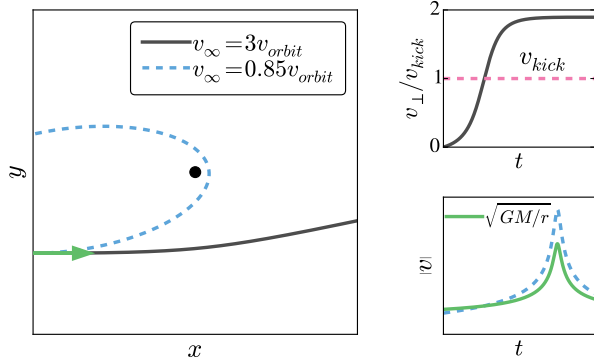 v∞=3v_orbit
v∞=0.85v_orbit
y
x
2
1
0
v⊥/v_kick
v_kick
t
√GM/r
|v|
t